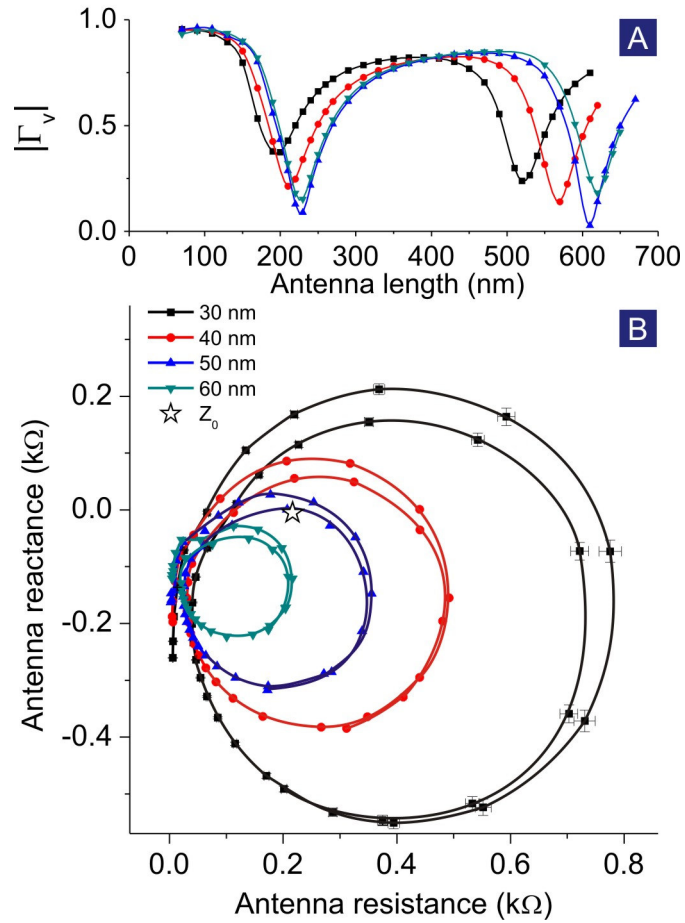 A
1.0
0.5
0.0
|Γv|
0 100 200 300 400 500 600 700
Antenna length (nm)
B
30 nm
40 nm
50 nm
60 nm
Z0
0.2
0.0
-0.2
-0.4
Antenna reactance (kΩ)
0.0 0.2 0.4 0.6 0.8
Antenna resistance (kΩ)